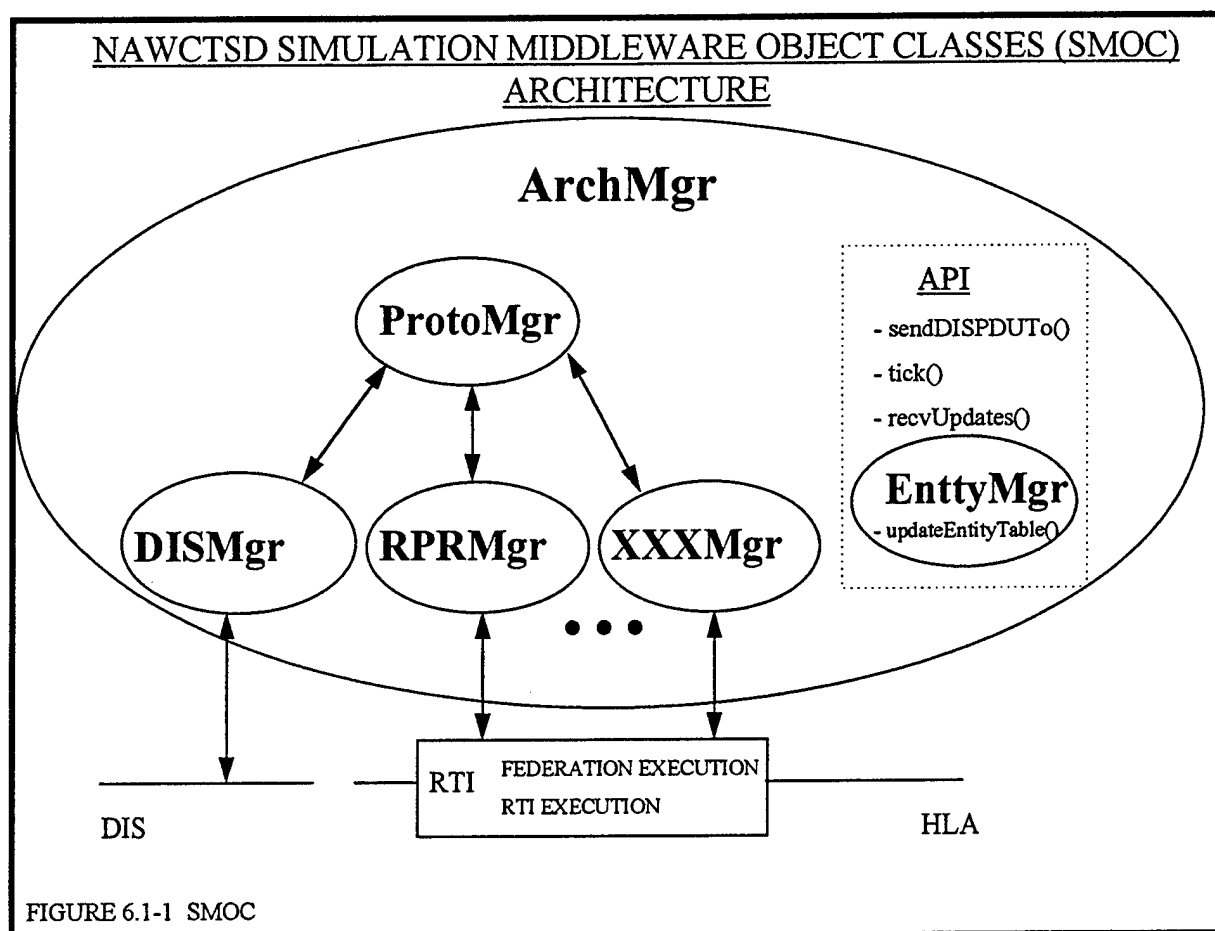 NAWCTSD SIMULATION MIDDLEWARE OBJECT CLASSES (SMOC)
ARCHITECTURE
ArchMgr
ProtoMgr
DISMgr
RPRMgr
XXXMgr
API
- sendDISPDUTo()
- tick()
- recvUpdates()
EnttyMgr
- updateEntityTable()
RTI
FEDERATION EXECUTION
RTI EXECUTION
DIS
HLA
FIGURE 6.1-1 SMOC